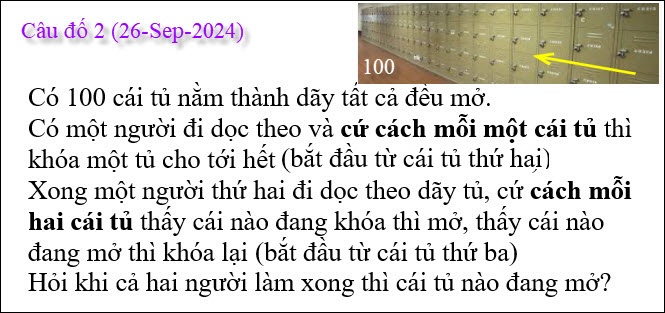 Câu đố 2 (26-Sep-2024)
100
Có 100 cái tủ nằm thành dãy tất cả đều mở.
Có một người đi dọc theo và cứ cách mỗi một cái tủ thì
khóa một tủ cho tới hết (bắt đầu từ cái tủ thứ hai)
Xong một người thứ hai đi dọc theo dãy tủ, cứ cách mỗi
hai cái tủ thấy cái nào đang khóa thì mở, thấy cái nào
đang mở thì khóa lại (bắt đầu từ cái tủ thứ ba)
Hỏi khi cả hai người làm xong thì cái tủ nào đang mở?